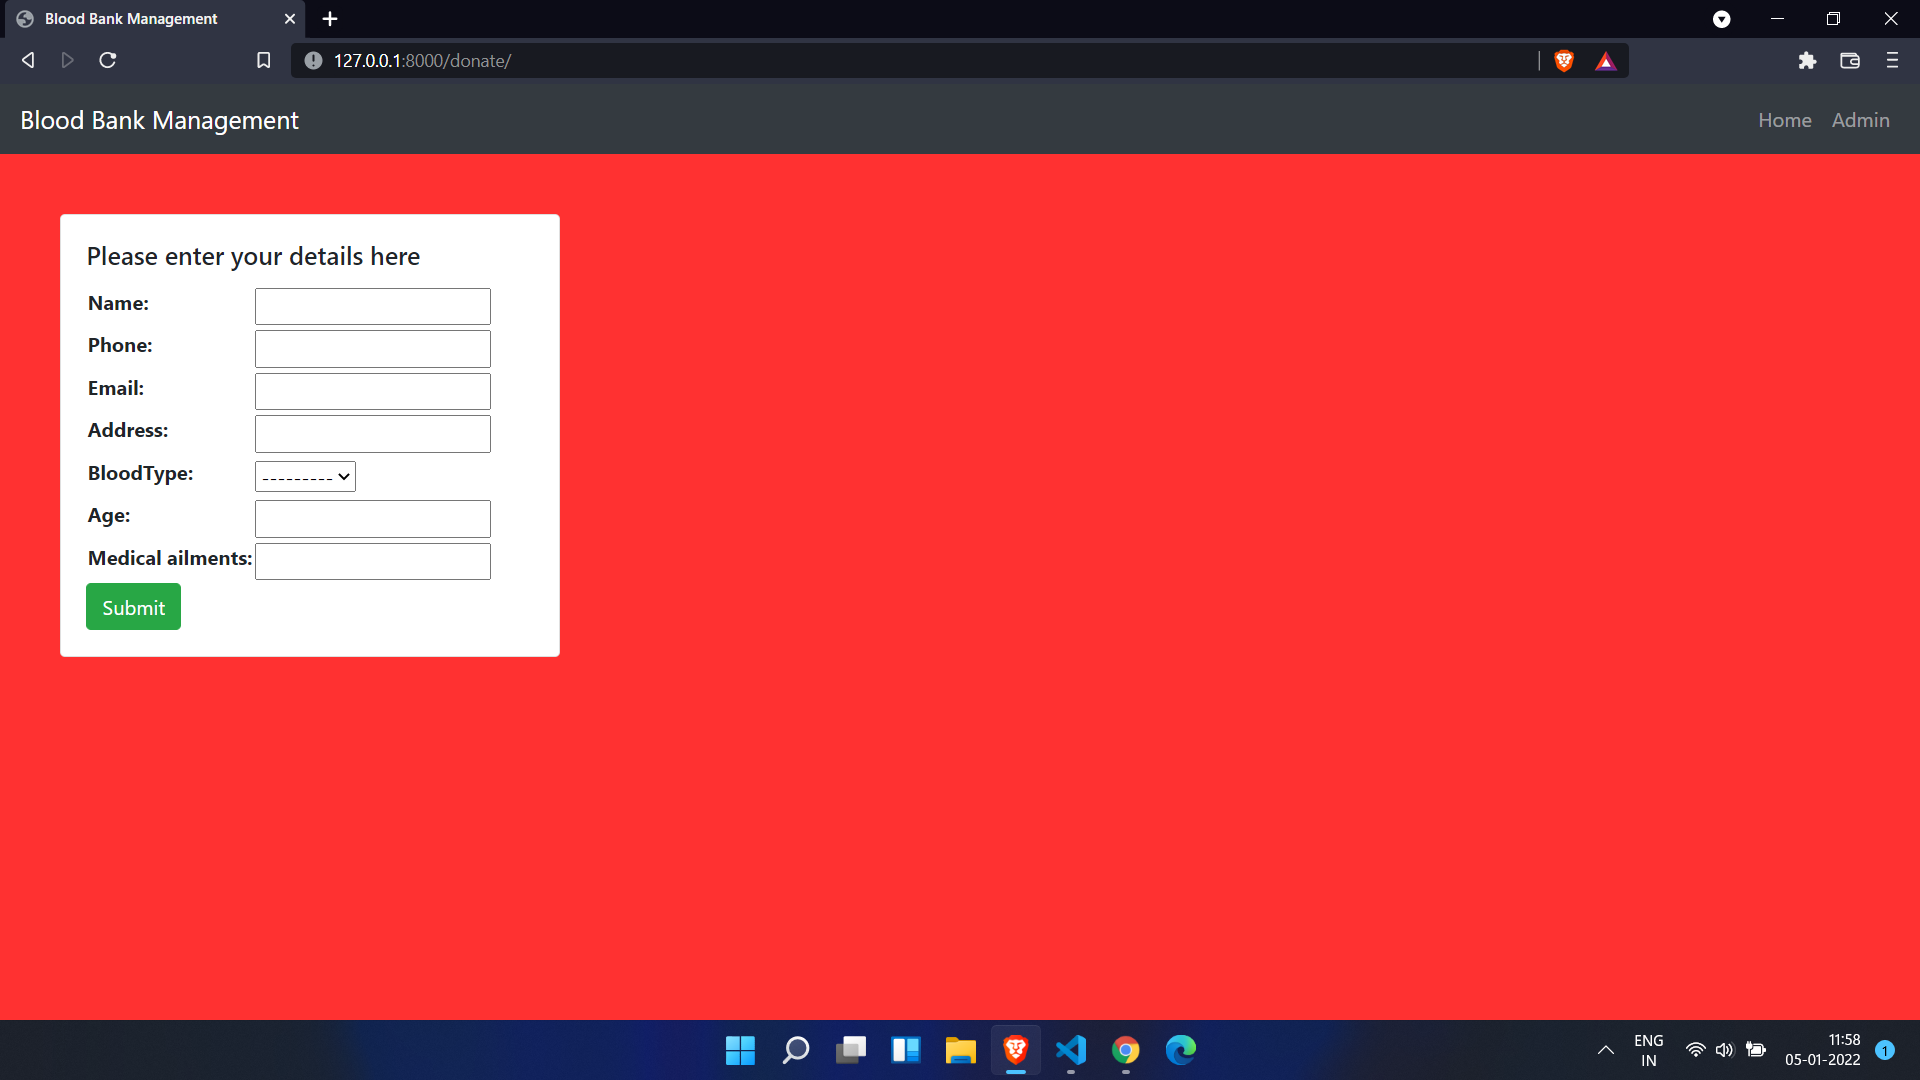 Blood Bank Management
127.0.0.1:8000/donate/
Blood Bank Management
Home Admin
Please enter your details here
Name:
Phone:
Email:
Address:
BloodType:
---------
Age:
Medical ailments:
Submit
ENG
IN
11:58
05-01-2022
1